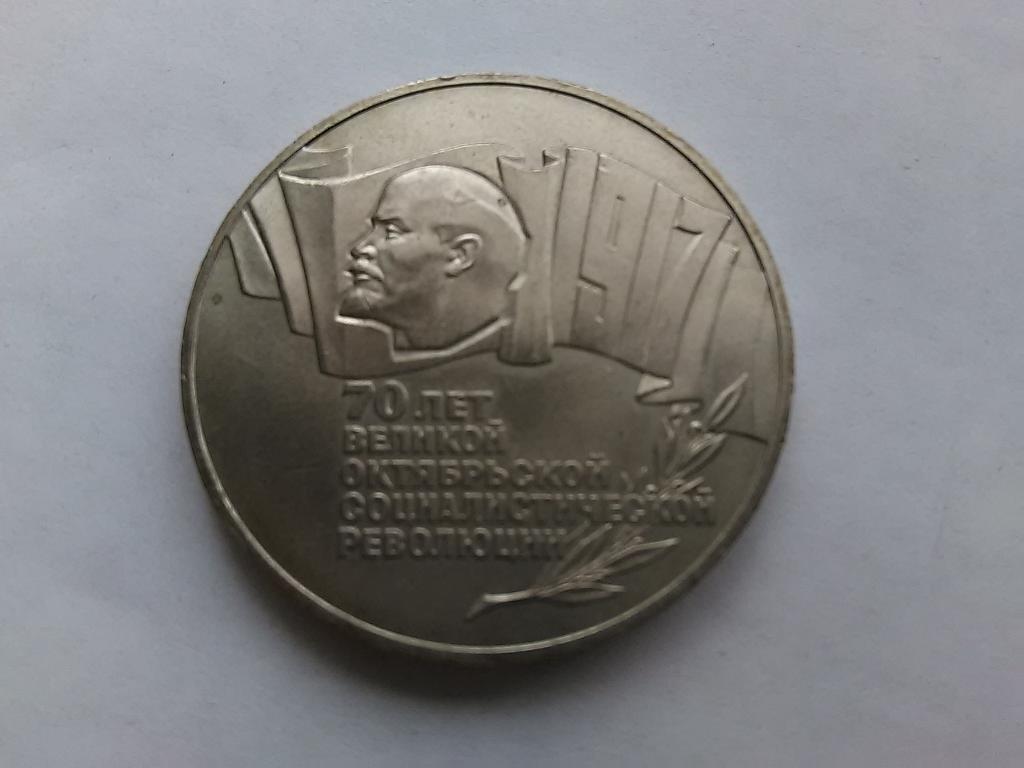 1917
70 ЛЕТ
ВЕЛИКОЙ
ОКТЯБРЬСКОЙ
СОЦИАЛИСТИЧЕСКОЙ
РЕВОЛЮЦИИ